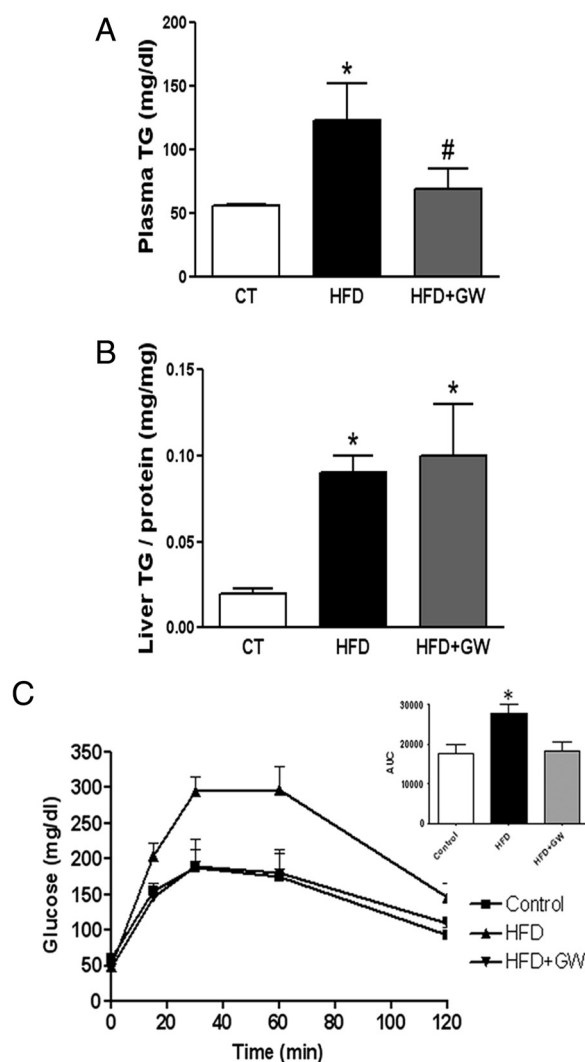 A
Plasma TG (mg/dl)
200
150
100
50
0
*
#
CT HFD HFD+GW
B
Liver TG / protein (mg/mg)
0.15
0.10
0.05
0.00
*
*
CT HFD HFD+GW
C
Glucose (mg/dl)
350
300
250
200
150
100
50
0
0 20 40 60 80 100 120
Time (min)
AUC
30000
20000
10000
0
*
Control HFD HFD+GW
Control
HFD
HFD+GW